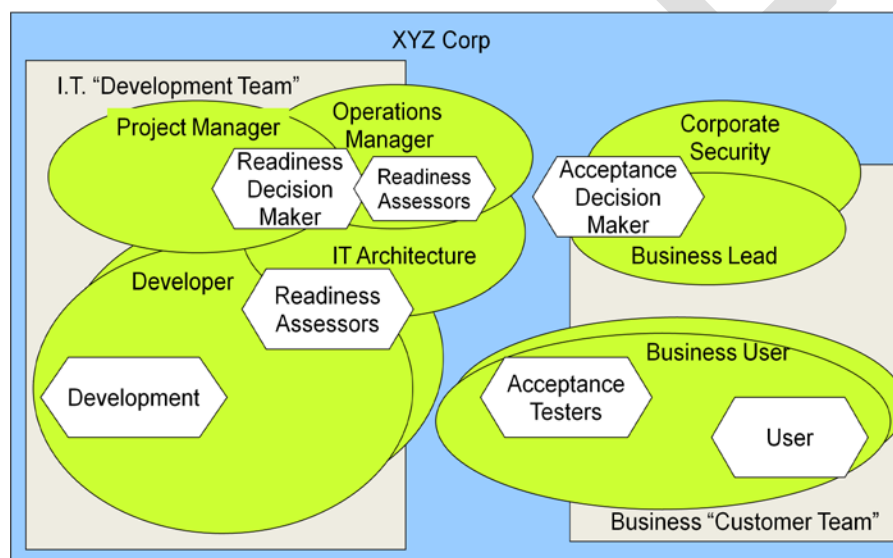 XYZ Corp
I.T. “Development Team”
Project Manager
Operations
Manager
Readiness
Decision
Maker
Readiness
Assessors
IT Architecture
Developer
Readiness
Assessors
Development
Corporate
Security
Acceptance
Decision
Maker
Business Lead
Business User
Acceptance
Testers
User
Business “Customer Team”